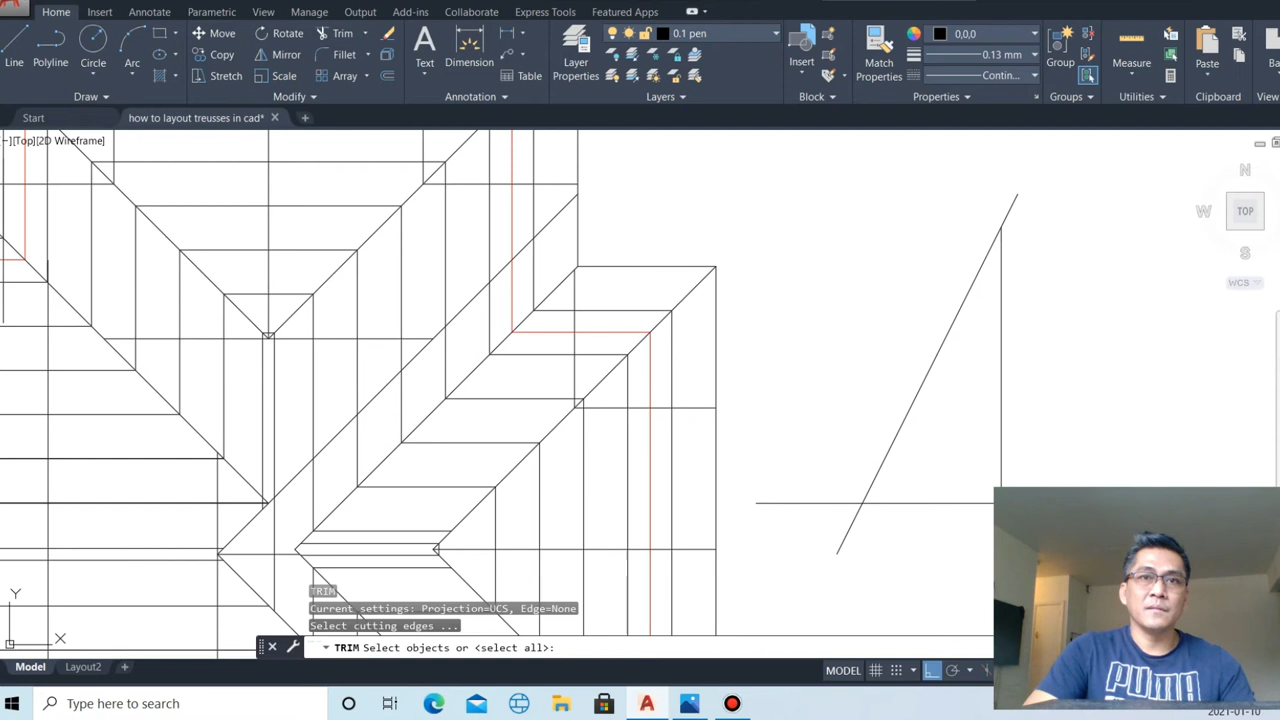 Home Insert Annotate Parametric View Manage Output Add-ins Collaborate Express Tools Featured Apps
Line Polyline Circle Arc
Move Rotate Trim
Copy Mirror Fillet
Stretch Scale Array
Text Dimension Table
Layer Properties
0.1 pen
Insert
Match Properties
0,0,0
0.13 mm
Contin...
Group
Measure
Paste
Ba
Draw Modify Annotation Layers Block Properties Groups Utilities Clipboard View
Start how to layout treusses in cad*
[−][Top][2D Wireframe]
N
W TOP
S
WCS
TRIM
Current settings: Projection=UCS, Edge=None
Select cutting edges ...
TRIM Select objects or <select all>:
Y
X
Model Layout2 +
MODEL
PUMA
Type here to search
2021-01-10